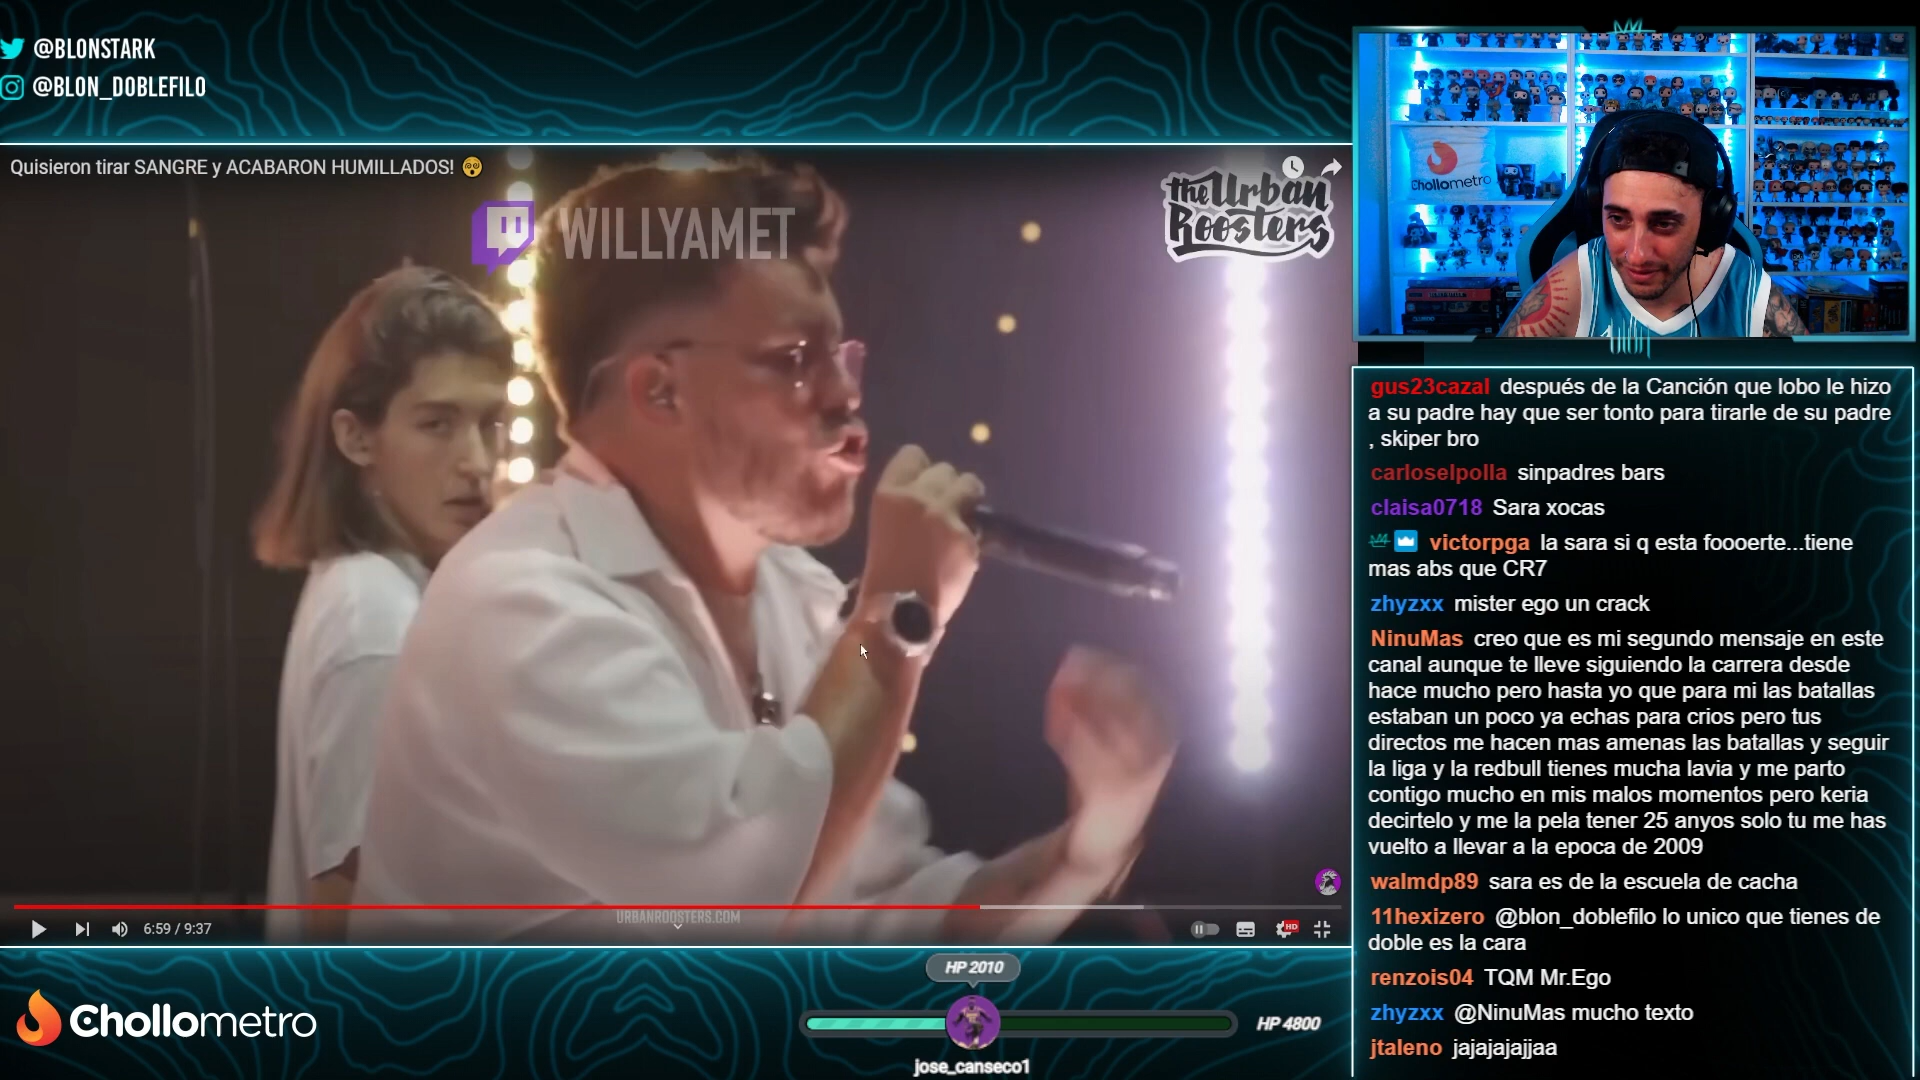 @BLONSTARK
@BLON_DOBLEFILO
Quisieron tirar SANGRE y ACABARON HUMILLADOS! 😵
WILLYAMET
the Urban
Roosters
URBANROOSTERS.COM
6:59 / 9:37
HD
Chollometro
HP 2010
HP 4800
jose_canseco1
Chollometro
gus23cazal después de la Canción que lobo le hizo
a su padre hay que ser tonto para tirarle de su padre
, skiper bro
carloselpolla sinpadres bars
claisa0718 Sara xocas
victorpga la sara si q esta foooerte...tiene
mas abs que CR7
zhyzxx mister ego un crack
NinuMas creo que es mi segundo mensaje en este
canal aunque te lleve siguiendo la carrera desde
hace mucho pero hasta yo que para mi las batallas
estaban un poco ya echas para crios pero tus
directos me hacen mas amenas las batallas y seguir
la liga y la redbull tienes mucha lavia y me parto
contigo mucho en mis malos momentos pero keria
decirtelo y me la pela tener 25 anyos solo tu me has
vuelto a llevar a la epoca de 2009
walmdp89 sara es de la escuela de cacha
11hexizero @blon_doblefilo lo unico que tienes de
doble es la cara
renzois04 TQM Mr.Ego
zhyzxx @NinuMas mucho texto
jtaleno jajajajajjaa